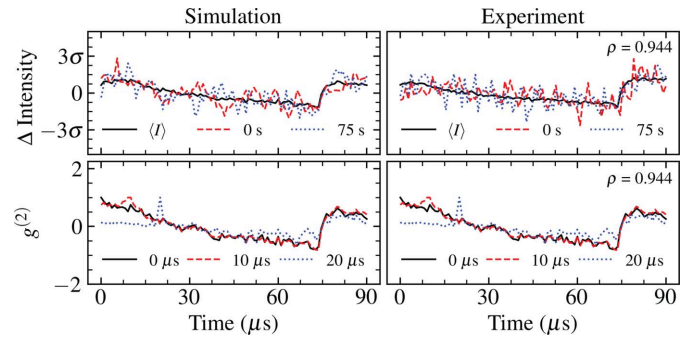 Simulation
Experiment
3σ
0
−3σ
Δ Intensity
⟨I⟩ 0 s 75 s
ρ = 0.944
⟨I⟩ 0 s 75 s
2
0
−2
g(2)
0 μs 10 μs 20 μs
ρ = 0.944
0 μs 10 μs 20 μs
0 30 60 90
0 30 60 90
Time (μs)
Time (μs)